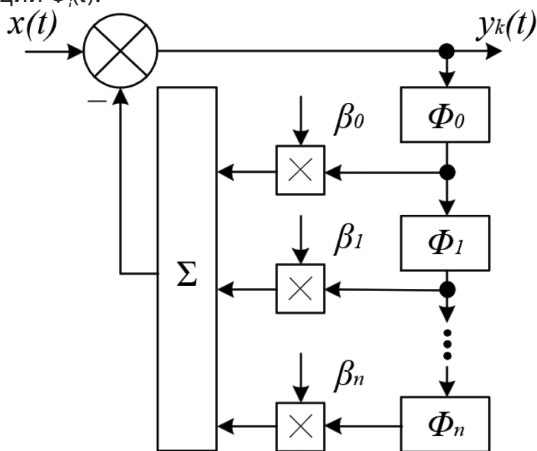 x(t) yₖ(t)
−
β₀ Φ₀
×
β₁ Φ₁
Σ ×
βₙ
× Φₙ